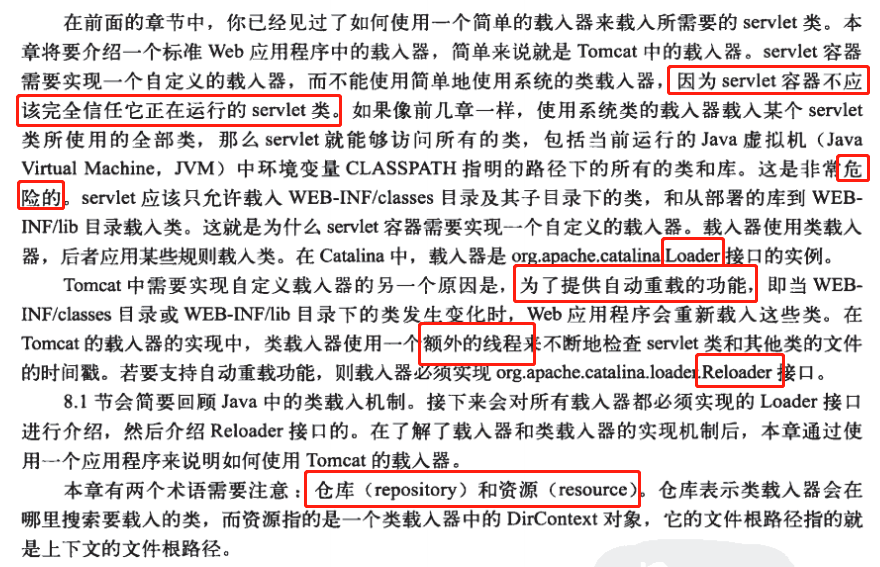 在前面的章节中，你已经见过了如何使用一个简单的载入器来载入所需要的 servlet 类。本
章将要介绍一个标准 Web 应用程序中的载入器，简单来说就是 Tomcat 中的载入器。servlet 容器
需要实现一个自定义的载入器，而不能使用简单地使用系统的类载入器，因为 servlet 容器不应
该完全信任它正在运行的 servlet 类。如果像前几章一样，使用系统类的载入器载入某个 servlet
类所使用的全部类，那么 servlet 就能够访问所有的类，包括当前运行的 Java 虚拟机（Java
Virtual Machine，JVM）中环境变量 CLASSPATH 指明的路径下的所有的类和库。这是非常危
险的。servlet 应该只允许载入 WEB-INF/classes 目录及其子目录下的类，和从部署的库到 WEB-
INF/lib 目录载入类。这就是为什么 servlet 容器需要实现一个自定义的载入器。载入器使用类载入
器，后者应用某些规则载入类。在 Catalina 中，载入器是 org.apache.catalina.Loader 接口的实例。
Tomcat 中需要实现自定义载入器的另一个原因是，为了提供自动重载的功能，即当 WEB-
INF/classes 目录或 WEB-INF/lib 目录下的类发生变化时，Web 应用程序会重新载入这些类。在
Tomcat 的载入器的实现中，类载入器使用一个额外的线程来不断地检查 servlet 类和其他类的文件
的时间戳。若要支持自动重载功能，则载入器必须实现 org.apache.catalina.loader.Reloader 接口。
8.1 节会简要回顾 Java 中的类载入机制。接下来会对所有载入器都必须实现的 Loader 接口
进行介绍，然后介绍 Reloader 接口的。在了解了载入器和类载入器的实现机制后，本章通过使
用一个应用程序来说明如何使用 Tomcat 的载入器。
本章有两个术语需要注意：仓库（repository）和资源（resource）。仓库表示类载入器会在
哪里搜索要载入的类，而资源指的是一个类载入器中的 DirContext 对象，它的文件根路径指的就
是上下文的文件根路径。